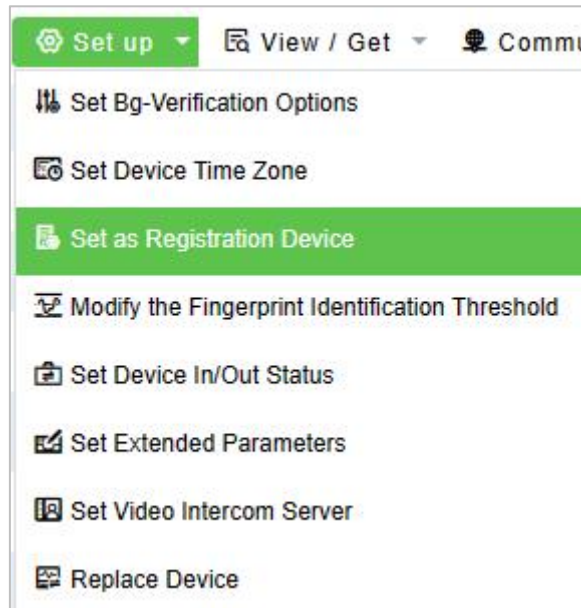 Set up View / Get Commu
Set Bg-Verification Options
Set Device Time Zone
Set as Registration Device
Modify the Fingerprint Identification Threshold
Set Device In/Out Status
Set Extended Parameters
Set Video Intercom Server
Replace Device